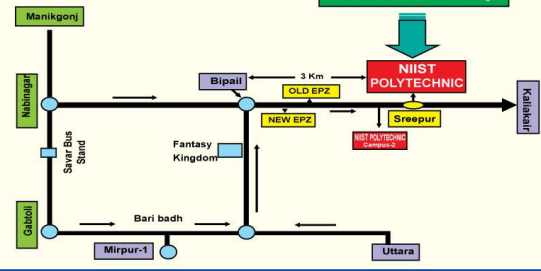 Manikgonj
NIIST
POLYTECHNIC
Bipail
3 Km
OLD EPZ
Nabinagar
NEW EPZ
Sreepur
Kaliakair
NIIST POLYTECHNIC
Campus-2
Savar Bus
Stand
Fantasy
Kingdom
Gabtoli
Bari badh
Mirpur-1
Uttara